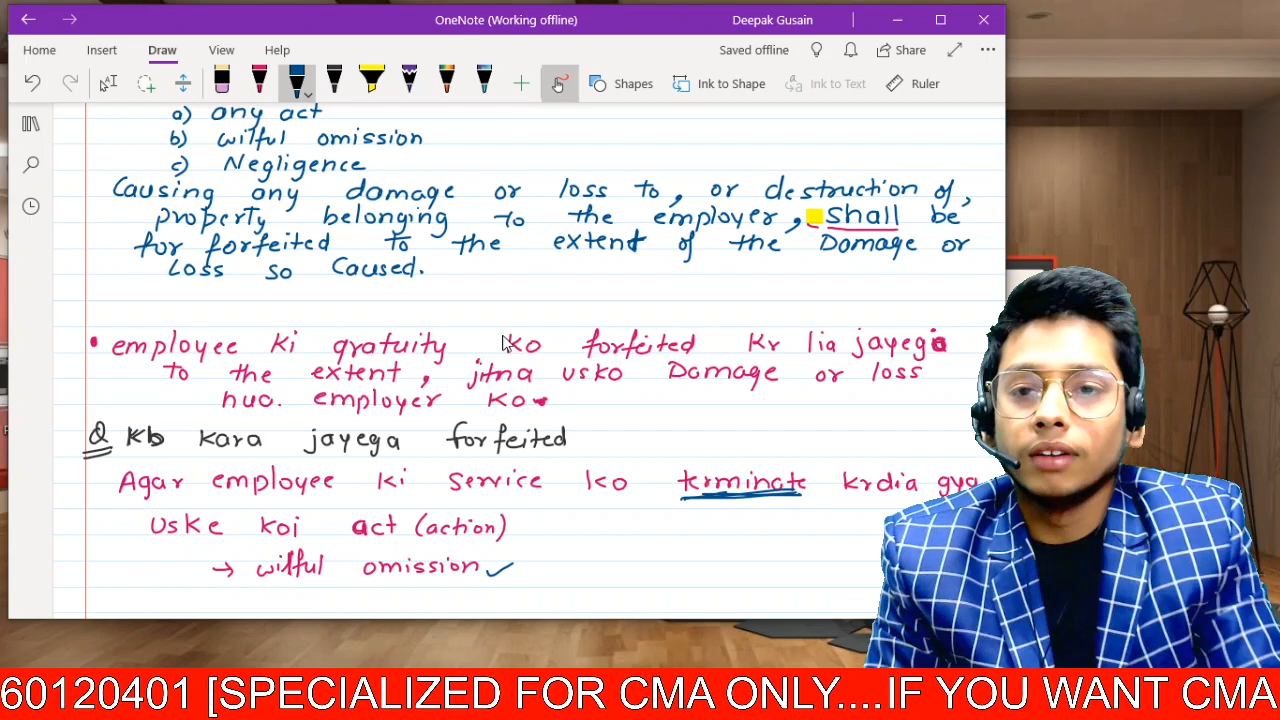 OneNote (Working offline)
Deepak Gusain
Home Insert Draw View Help
Saved offline
Share
Shapes
Ink to Shape
Ink to Text
Ruler
a) any act
b) wilful omission
c) Negligence
Causing any damage or loss to, or destruction of,
property belonging to the employer, shall be
for forfeited to the extent of the Damage or
Loss so Caused.
• employee ki gratuity ko forfeited kr lia jayega
to the extent, jitna usko Damage or loss
hua. employer ko.
Q Kb kara jayega forfeited
Agar employee ki service ko terminate krdia gya
Uske koi act (action)
→ wilful omission ✓
60120401 [SPECIALIZED FOR CMA ONLY....IF YOU WANT CMA